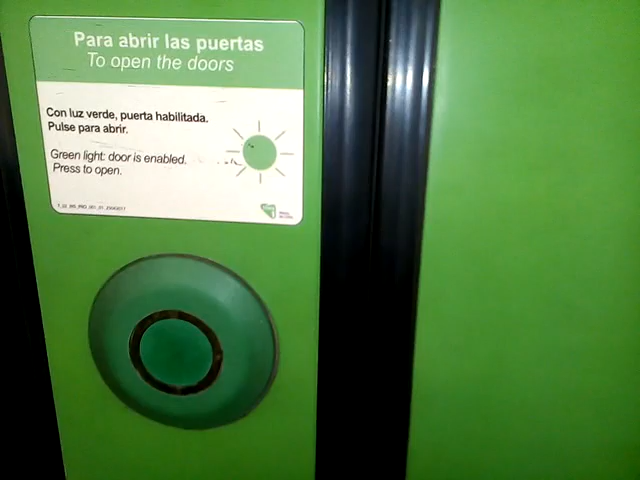 Para abrir las puertas
To open the doors
Con luz verde, puerta habilitada.
Pulse para abrir.
Green light: door is enabled.
Press to open.